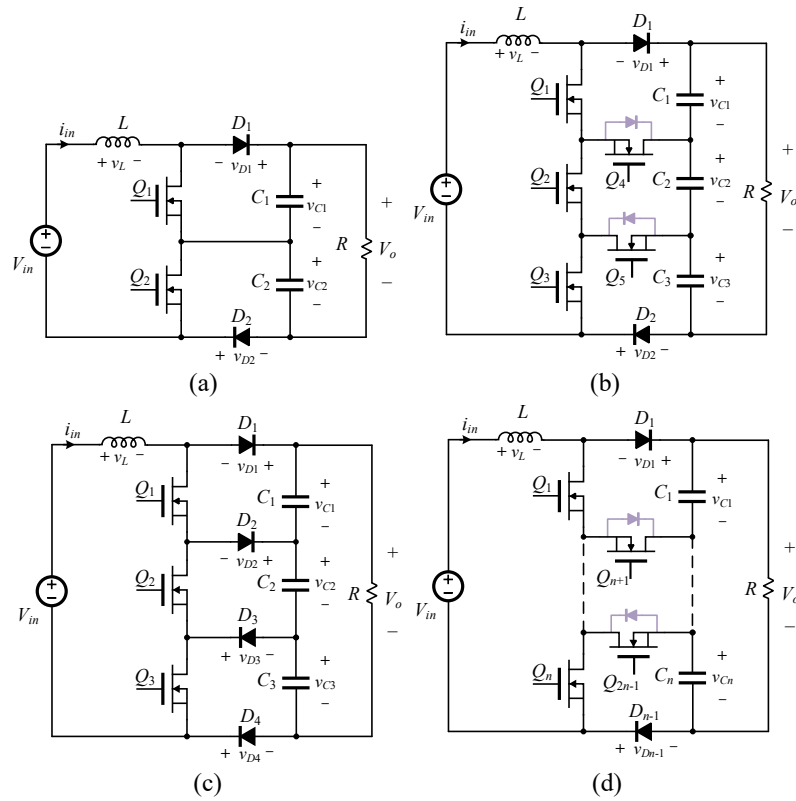 L
i_in
+ v_L −
D_1
− v_D1 +
Q_1
C_1
+
v_C1
−
Q_2
C_2
+
v_C2
−
V_in
R
+
V_o
−
D_2
+ v_D2 −
(a)
L
i_in
+ v_L −
D_1
− v_D1 +
Q_1
C_1
+
v_C1
−
Q_4
Q_2
C_2
+
v_C2
−
V_in
R
+
V_o
−
Q_5
Q_3
C_3
+
v_C3
−
D_2
+ v_D2 −
(b)
L
i_in
+ v_L −
D_1
− v_D1 +
Q_1
C_1
+
v_C1
−
D_2
− v_D2 +
Q_2
C_2
+
v_C2
−
V_in
R
+
V_o
−
D_3
+ v_D3 −
Q_3
C_3
+
v_C3
−
D_4
+ v_D4 −
(c)
L
i_in
+ v_L −
D_1
− v_D1 +
Q_1
C_1
+
v_C1
−
Q_n+1
V_in
R
+
V_o
−
Q_2n-1
Q_n
C_n
+
v_Cn
−
D_n-1
+ v_Dn-1 −
(d)